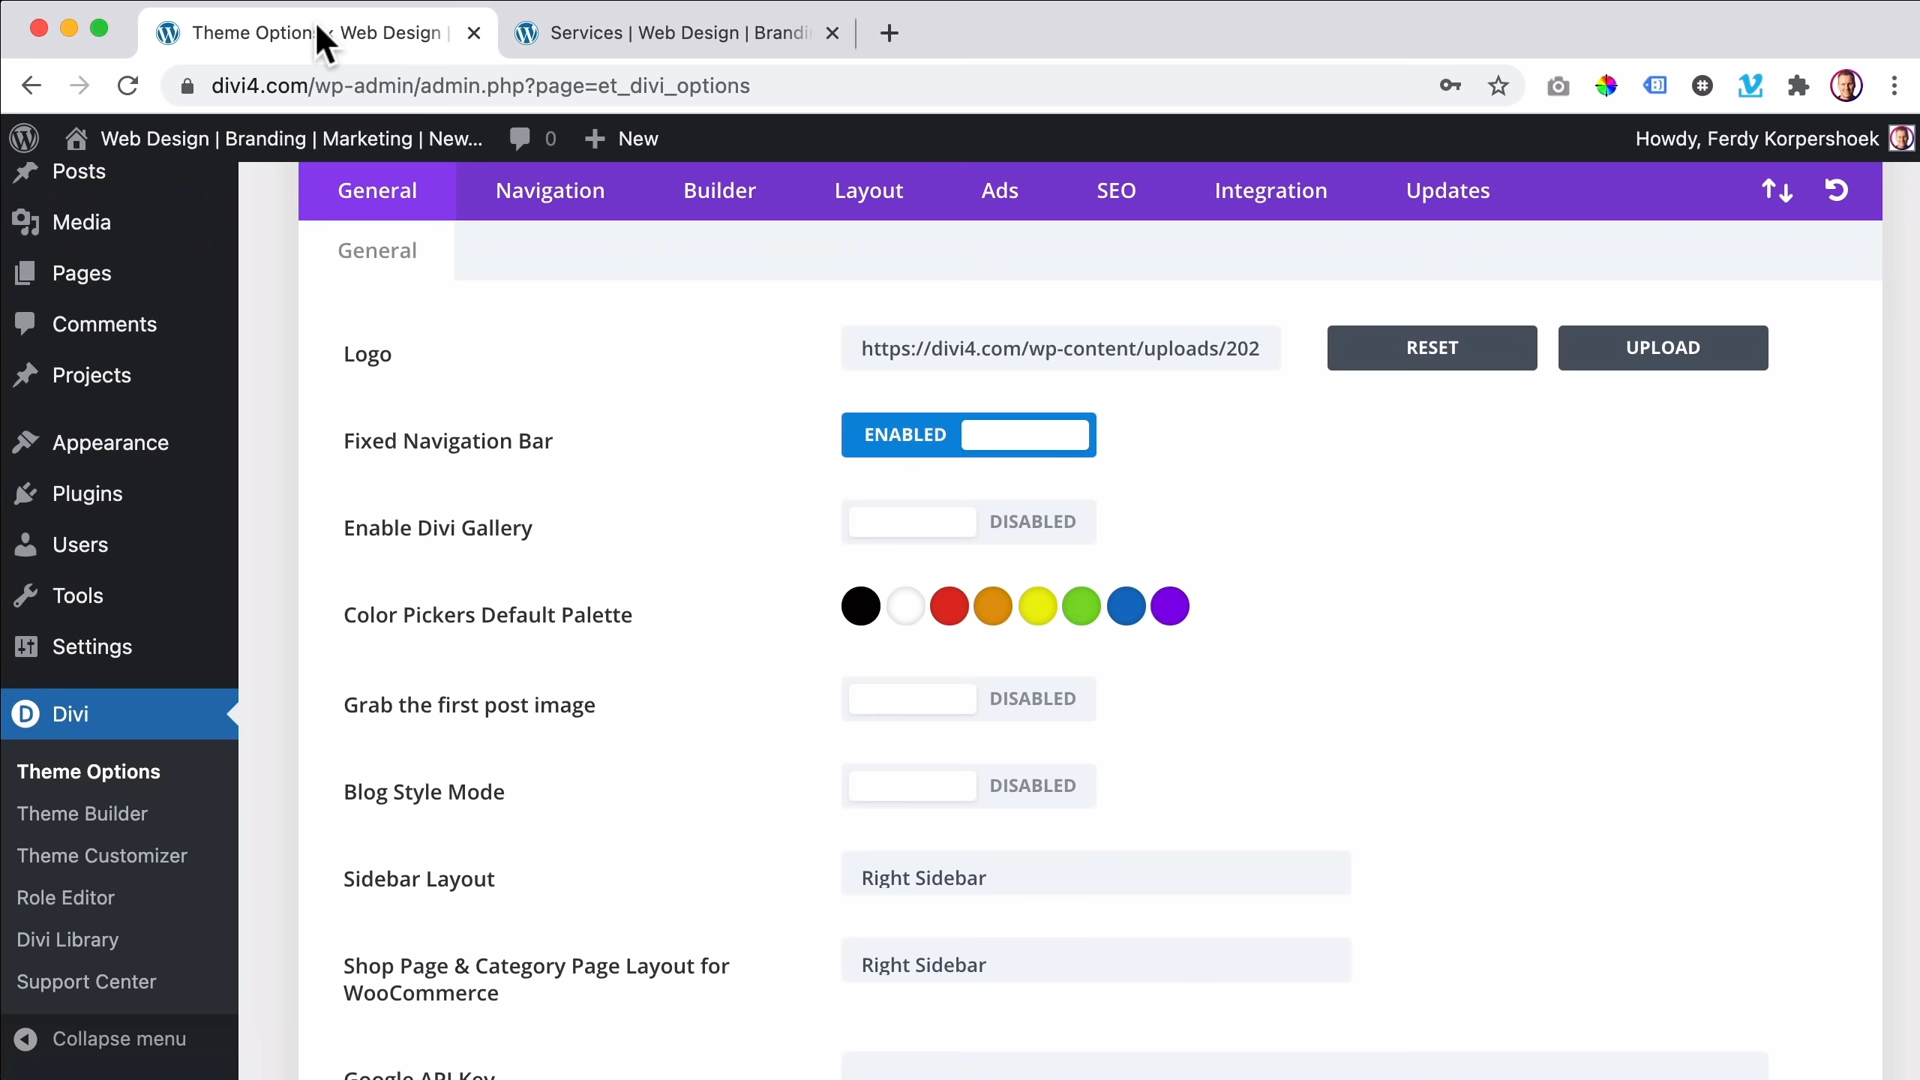 Theme Option
Web Design |
Services | Web Design | Brandi
divi4.com/wp-admin/admin.php?page=et_divi_options
Web Design | Branding | Marketing | New...
0
New
Howdy, Ferdy Korpershoek
Posts
Media
Pages
Comments
Projects
Appearance
Plugins
Users
Tools
Settings
Divi
Theme Options
Theme Builder
Theme Customizer
Role Editor
Divi Library
Support Center
Collapse menu
General
Navigation
Builder
Layout
Ads
SEO
Integration
Updates
General
Logo
https://divi4.com/wp-content/uploads/202
RESET
UPLOAD
Fixed Navigation Bar
ENABLED
Enable Divi Gallery
DISABLED
Color Pickers Default Palette
Grab the first post image
DISABLED
Blog Style Mode
DISABLED
Sidebar Layout
Right Sidebar
Shop Page & Category Page Layout for
WooCommerce
Right Sidebar
Google API Key